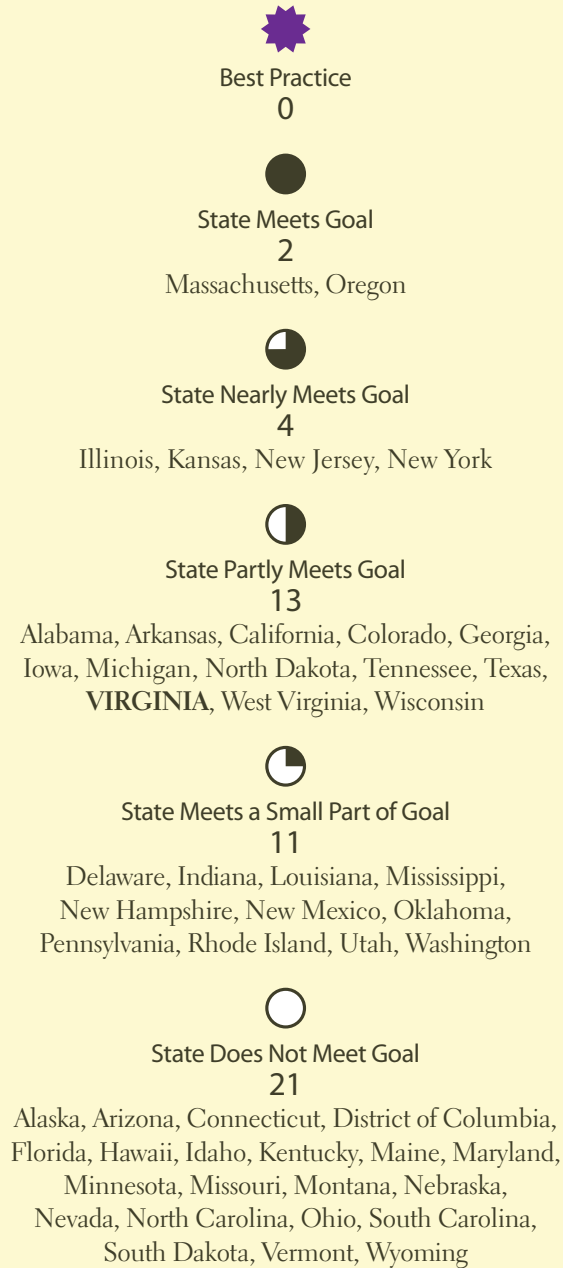 Best Practice
0
State Meets Goal
2
Massachusetts, Oregon
State Nearly Meets Goal
4
Illinois, Kansas, New Jersey, New York
State Partly Meets Goal
13
Alabama, Arkansas, California, Colorado, Georgia,
Iowa, Michigan, North Dakota, Tennessee, Texas,
VIRGINIA, West Virginia, Wisconsin
State Meets a Small Part of Goal
11
Delaware, Indiana, Louisiana, Mississippi,
New Hampshire, New Mexico, Oklahoma,
Pennsylvania, Rhode Island, Utah, Washington
State Does Not Meet Goal
21
Alaska, Arizona, Connecticut, District of Columbia,
Florida, Hawaii, Idaho, Kentucky, Maine, Maryland,
Minnesota, Missouri, Montana, Nebraska,
Nevada, North Carolina, Ohio, South Carolina,
South Dakota, Vermont, Wyoming